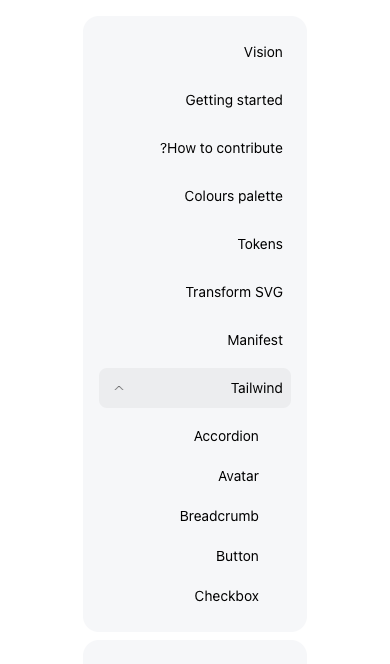 Vision
Getting started
?How to contribute
Colours palette
Tokens
Transform SVG
Manifest
Tailwind
Accordion
Avatar
Breadcrumb
Button
Checkbox